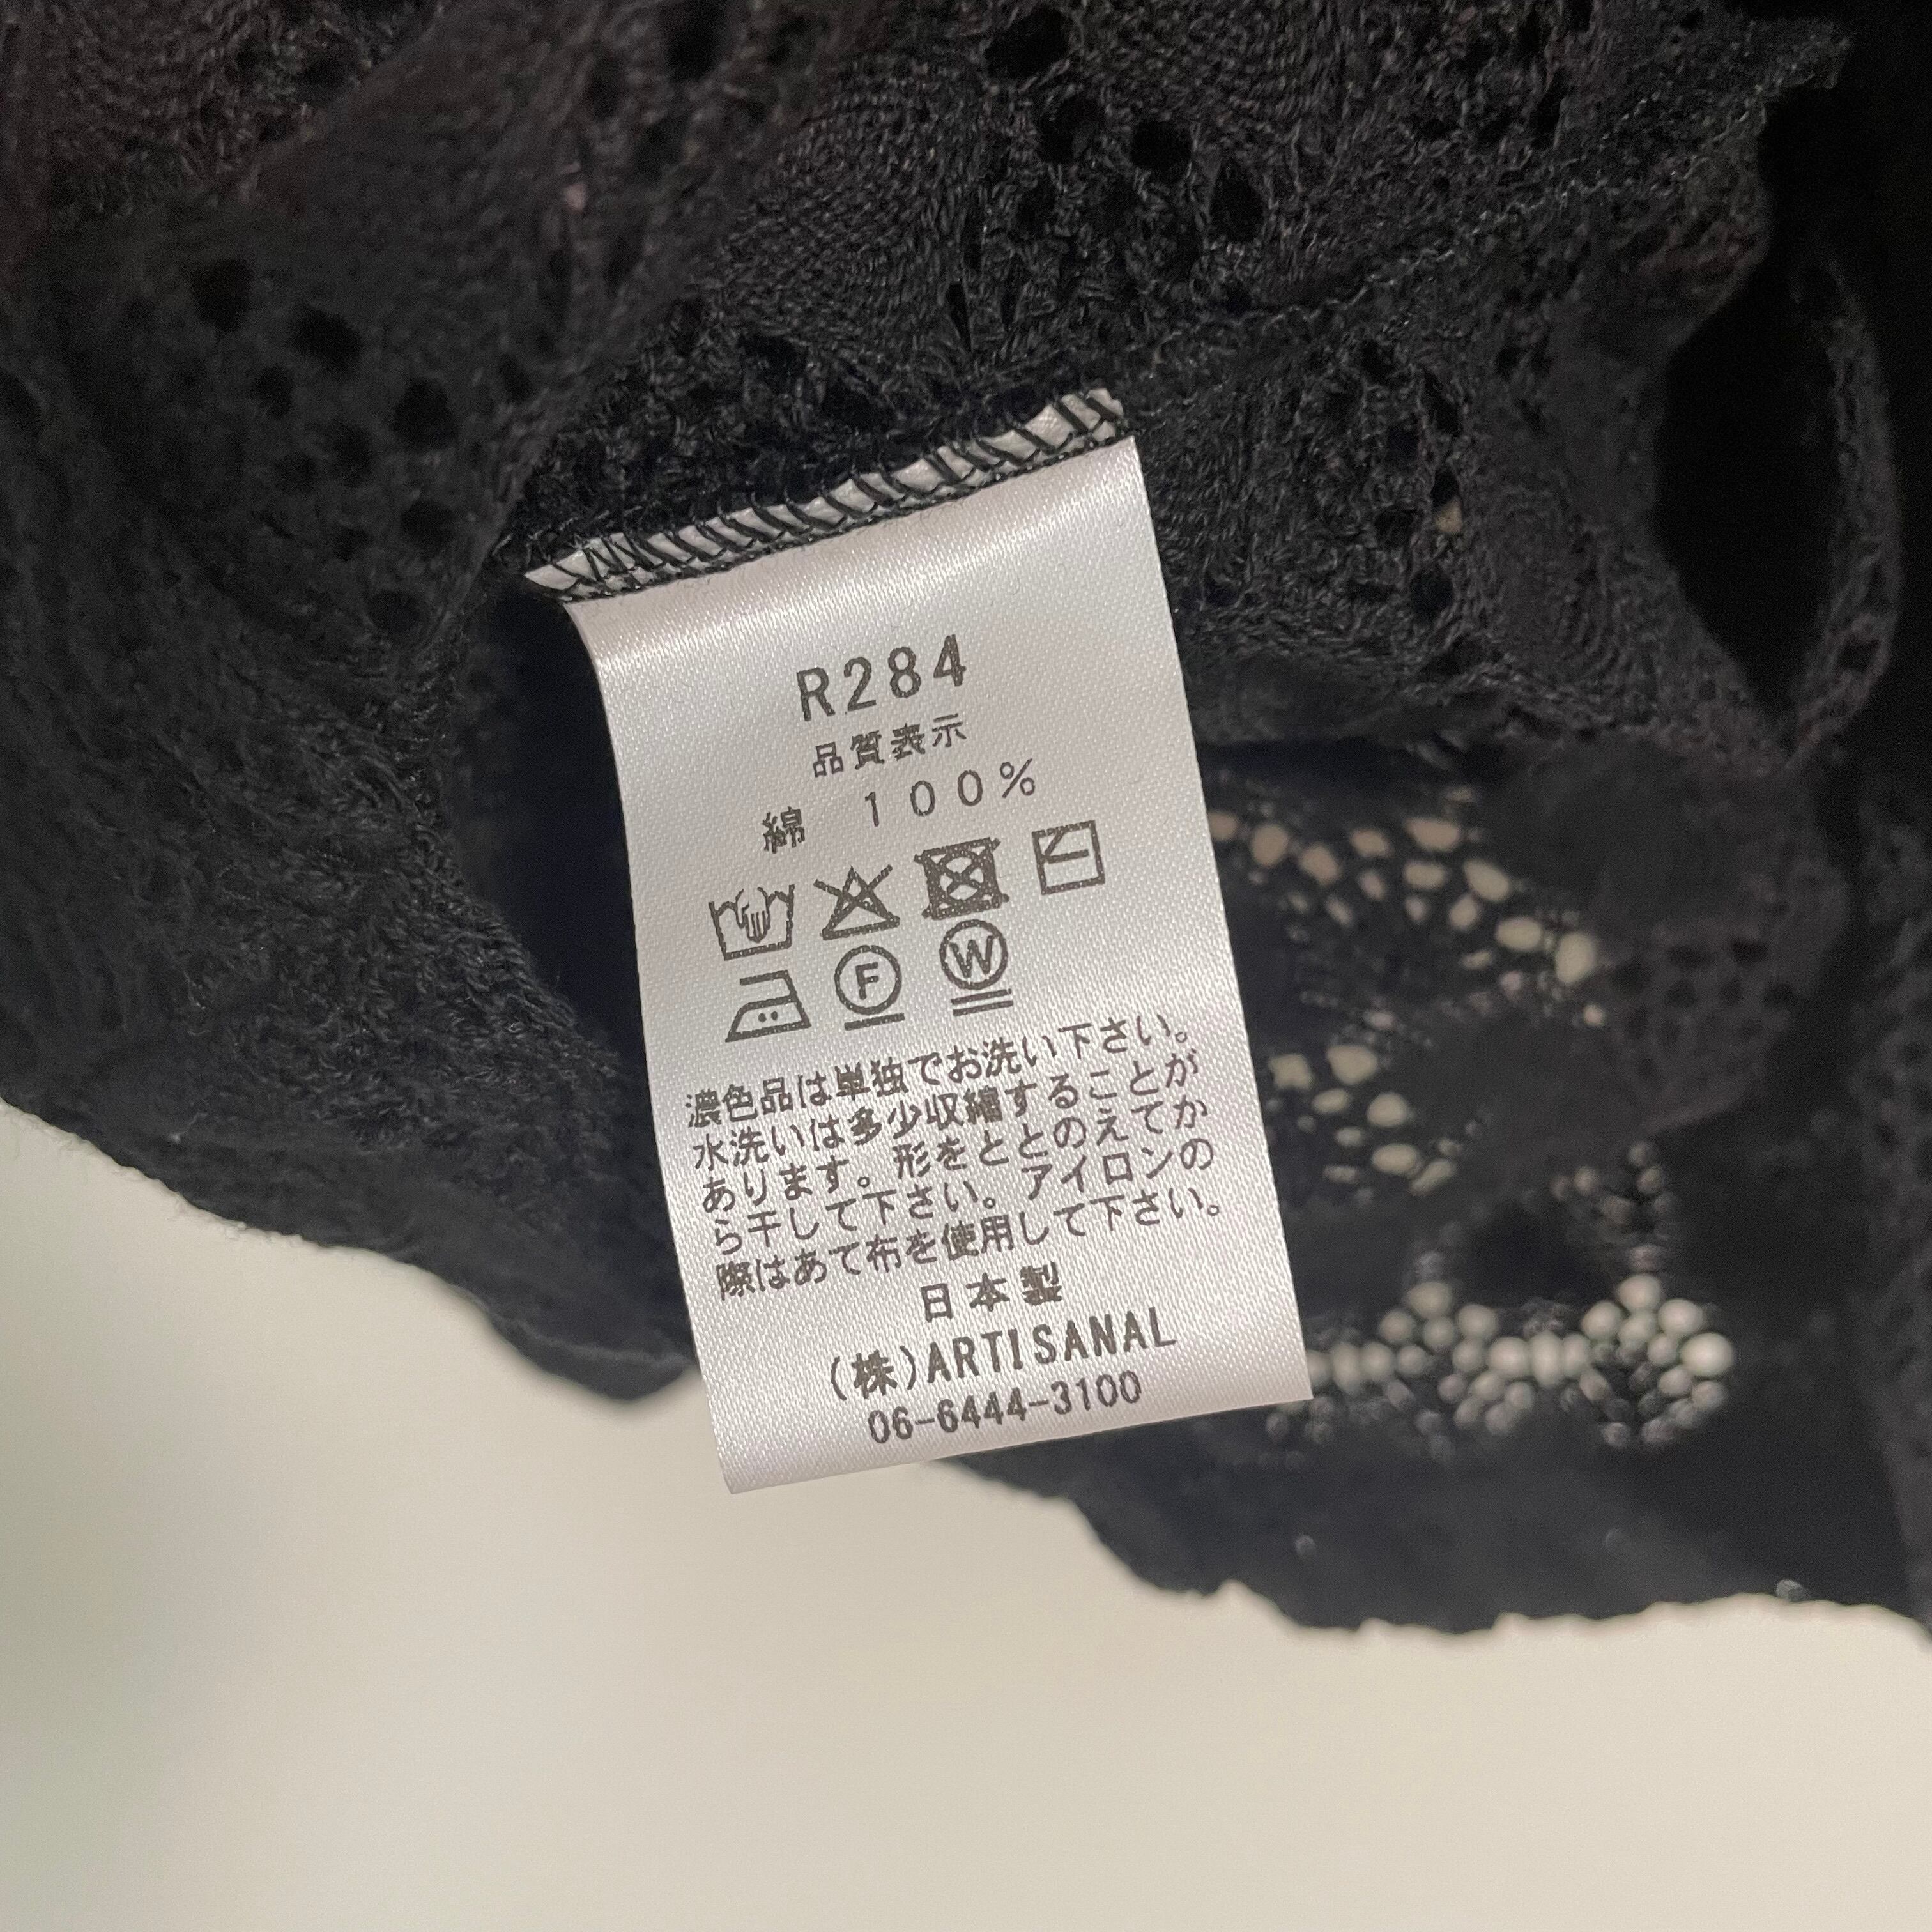 R284
品質表示
綿 100%
F W
濃色品は単独でお洗い下さい。
水洗いは多少収縮することが
あります。形をととのえてか
ら干して下さい。アイロンの
際はあて布を使用して下さい。
日本製
(株)ARTISANAL
06-6444-3100